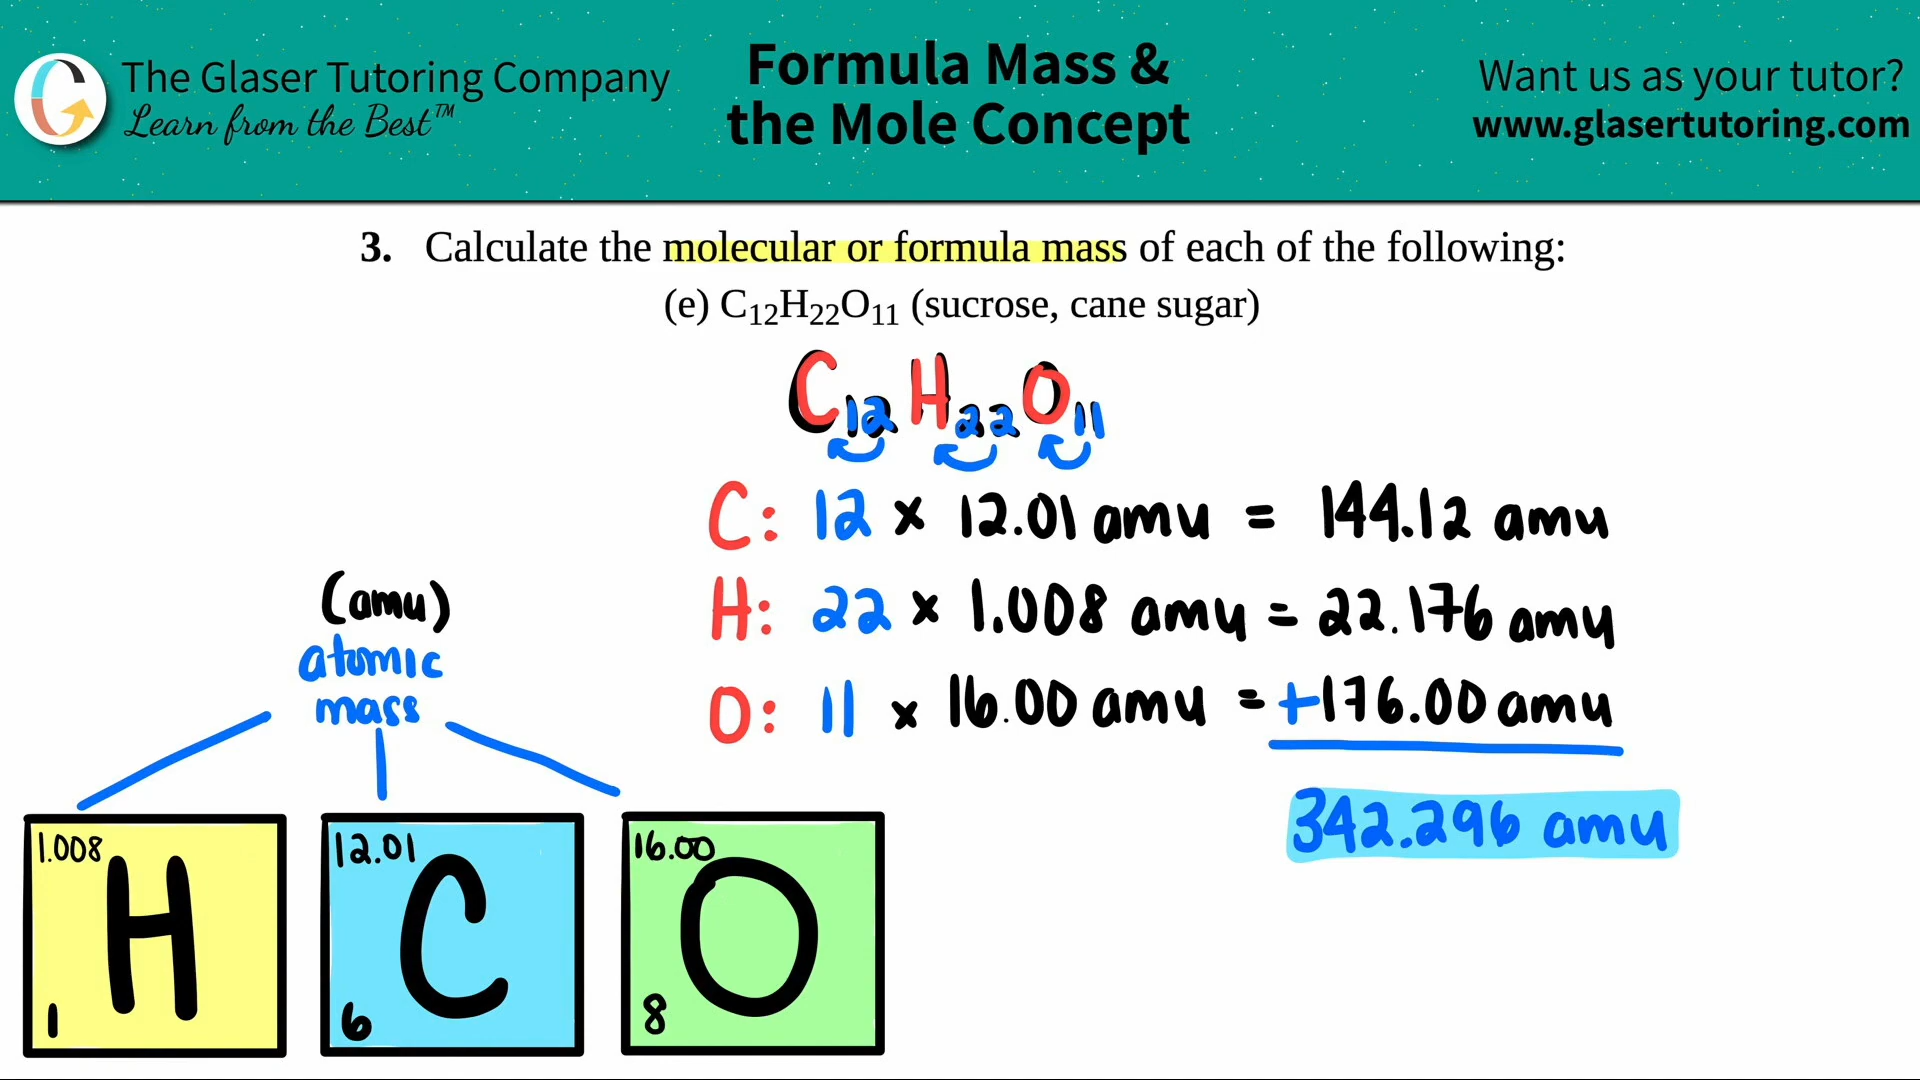 The Glaser Tutoring Company
Learn from the Best™
Formula Mass &
the Mole Concept
Want us as your tutor?
www.glasertutoring.com
3. Calculate the molecular or formula mass of each of the following:
(e) C₁₂H₂₂O₁₁ (sucrose, cane sugar)
C₁₂H₂₂O₁₁
C: 12 × 12.01 amu = 144.12 amu
H: 22 × 1.008 amu = 22.176 amu
O: 11 × 16.00 amu = +176.00 amu
342.296 amu
(amu)
atomic
mass
1.008
H
1
12.01
C
6
16.00
O
8